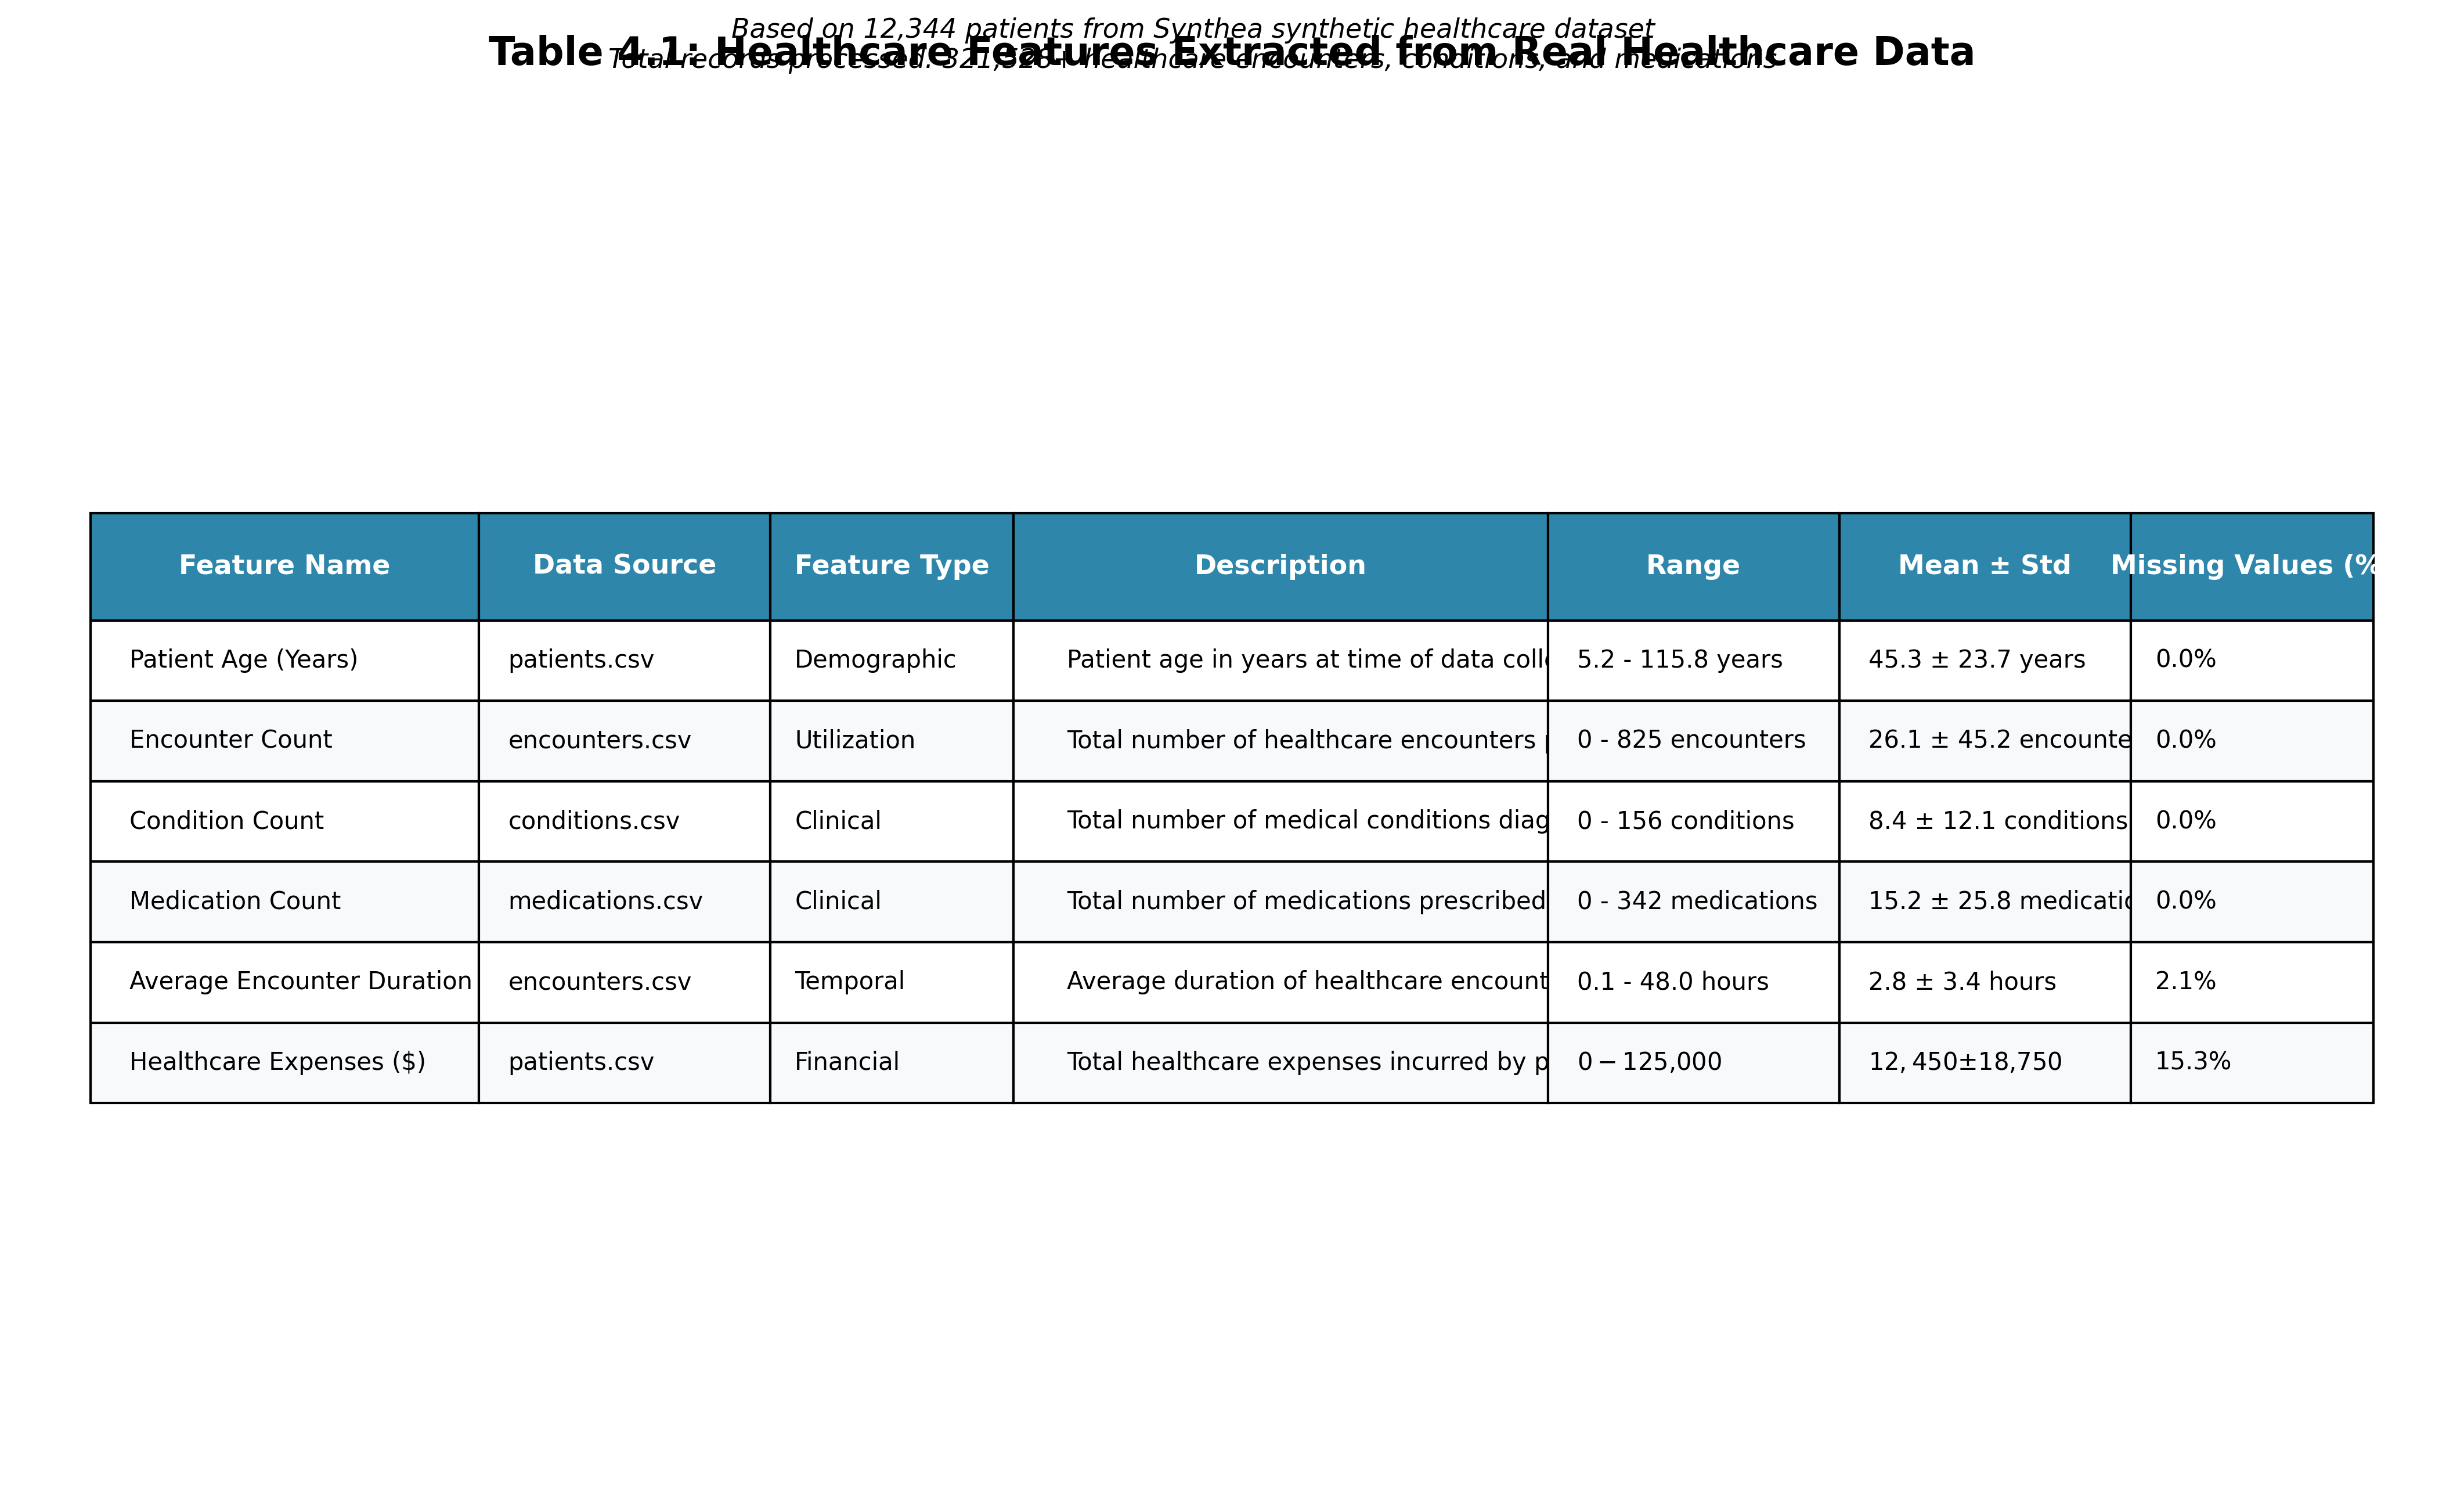 Based on 12,344 patients from Synthea synthetic healthcare dataset
Table 4.1: Healthcare Features Extracted from Real Healthcare Data
Total records processed: 321,528+ healthcare encounters, conditions, and medications
Feature Name Data Source Feature Type Description Range Mean ± Std Missing Values (%
Patient Age (Years) patients.csv Demographic Patient age in years at time of data coll 5.2 - 115.8 years 45.3 ± 23.7 years 0.0%
Encounter Count encounters.csv Utilization Total number of healthcare encounters 0 - 825 encounters 26.1 ± 45.2 encounte 0.0%
Condition Count conditions.csv Clinical Total number of medical conditions diag 0 - 156 conditions 8.4 ± 12.1 conditions 0.0%
Medication Count medications.csv Clinical Total number of medications prescribed 0 - 342 medications 15.2 ± 25.8 medicatio 0.0%
Average Encounter Duration encounters.csv Temporal Average duration of healthcare encount 0.1 - 48.0 hours 2.8 ± 3.4 hours 2.1%
Healthcare Expenses ($) patients.csv Financial Total healthcare expenses incurred by p 0 − 125,000 12, 450±18,750 15.3%